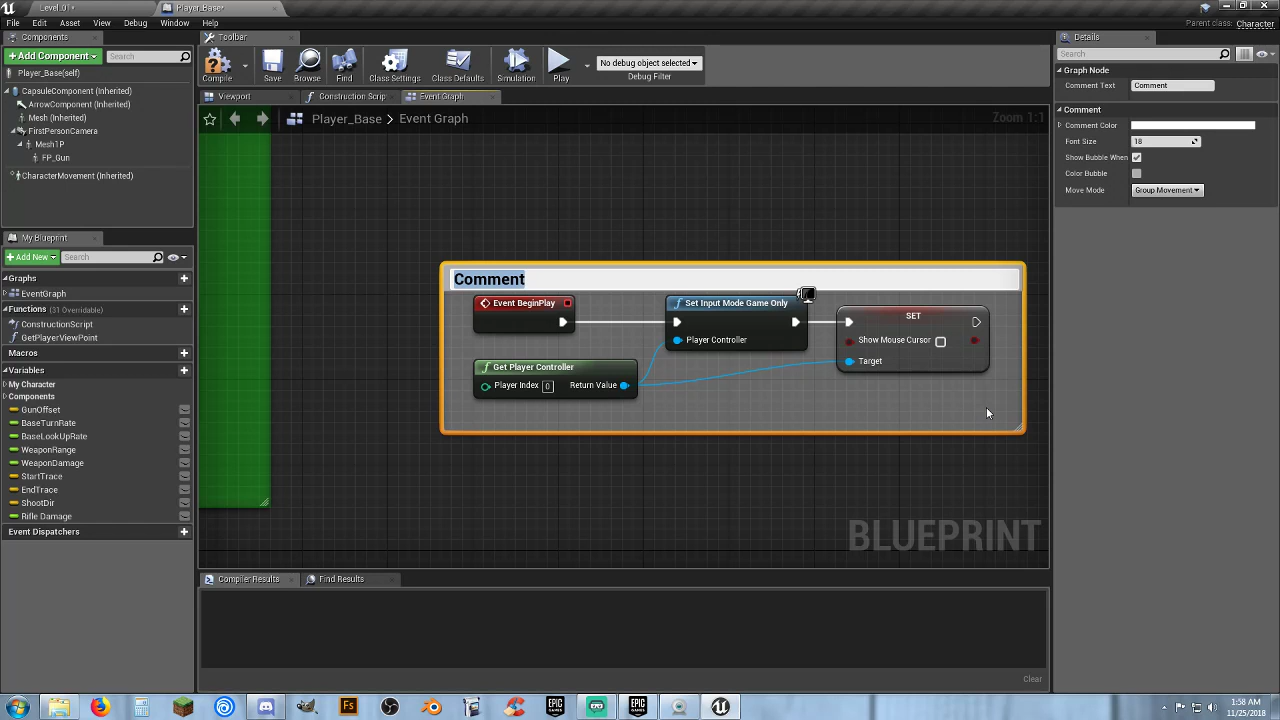 Level_01*
Player_Base*
File Edit Asset View Debug Window Help
Parent class: Character
Components
Toolbar
Details
Add Component
Search
Compile Save Browse Find Class Settings Class Defaults Simulation Play
No debug object selected
Debug Filter
Search
Player_Base(self)
CapsuleComponent (Inherited)
ArrowComponent (Inherited)
Mesh (Inherited)
FirstPersonCamera
Mesh1P
FP_Gun
CharacterMovement (Inherited)
Viewport
Construction Scrip
Event Graph
Player_Base
Event Graph
Zoom 1:1
Graph Node
Comment Text
Comment
Comment
Comment Color
Font Size
18
Show Bubble When
Color Bubble
Move Mode
Group Movement
My Blueprint
Add New
Search
Graphs
EventGraph
Functions (31 Overridable)
ConstructionScript
GetPlayerViewPoint
Macros
Variables
My Character
Components
GunOffset
BaseTurnRate
BaseLookUpRate
WeaponRange
WeaponDamage
StartTrace
EndTrace
ShootDir
Rifle Damage
Event Dispatchers
Comment
Event BeginPlay
Set Input Mode Game Only
Player Controller
SET
Show Mouse Cursor
Target
Get Player Controller
Player Index 0
Return Value
BLUEPRINT
Compiler Results
Find Results
Clear
Fs
EPIC GAMES
EPIC GAMES
1:58 AM
11/25/2018